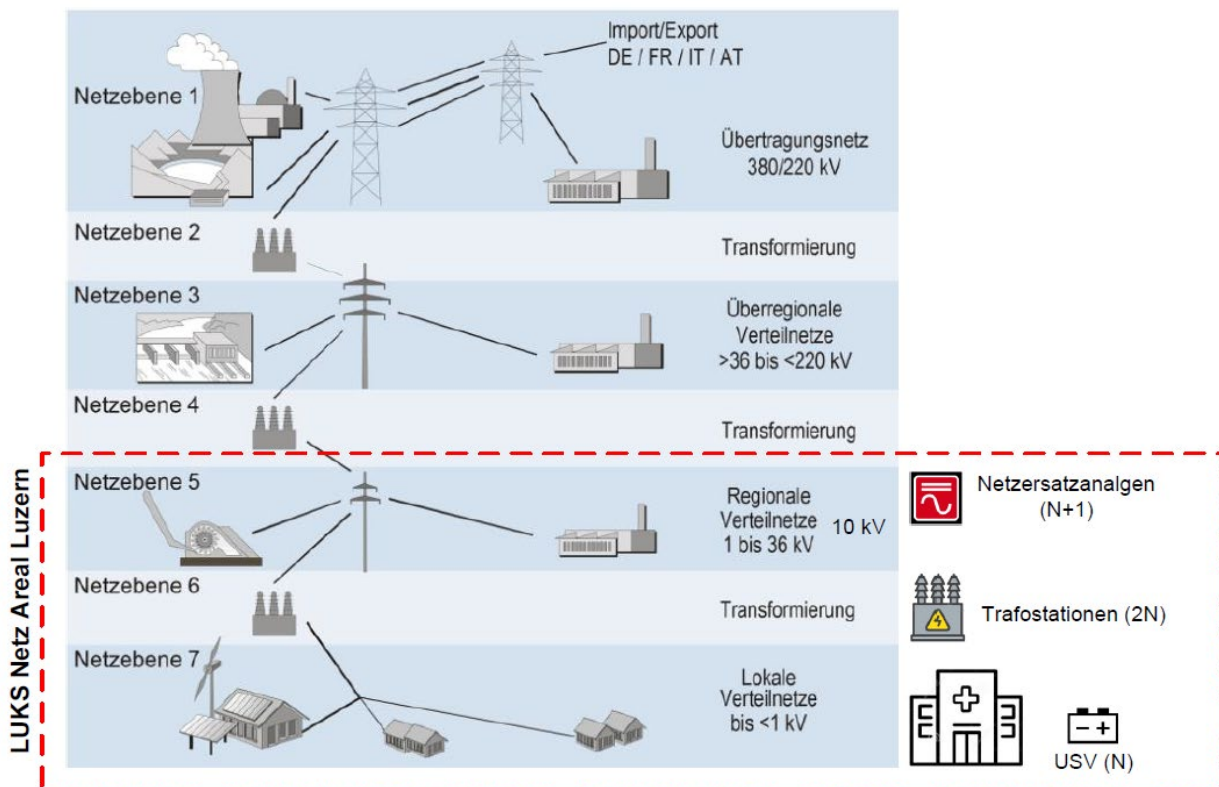 Import/Export
DE / FR / IT / AT
Netzebene 1
Übertragungsnetz
380/220 kV
Netzebene 2
Transformierung
Netzebene 3
Überregionale
Verteilnetze
>36 bis <220 kV
Netzebene 4
Transformierung
LUKS Netz Areal Luzern
Netzebene 5
Regionale
Verteilnetze
1 bis 36 kV
10 kV
Netzersatzanalgen
(N+1)
Netzebene 6
Transformierung
Trafostationen (2N)
Netzebene 7
Lokale
Verteilnetze
bis <1 kV
USV (N)